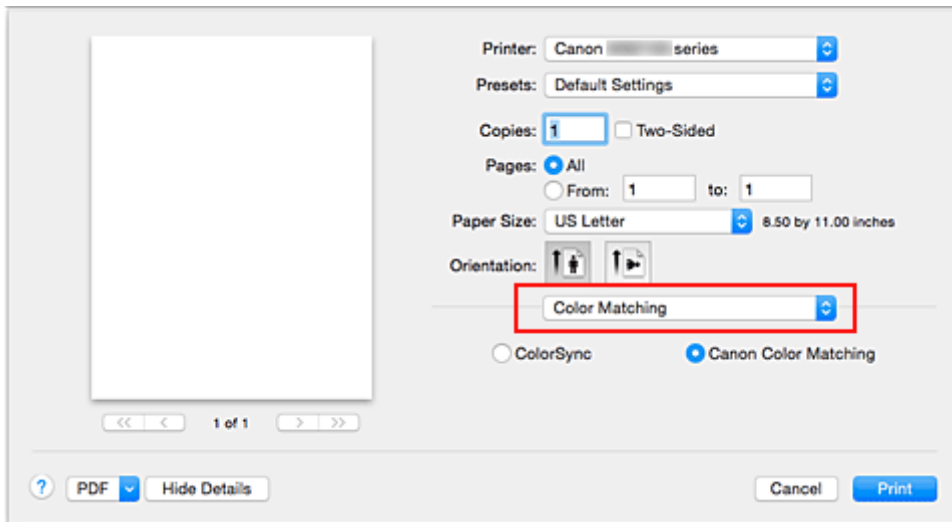 Printer: Canon series
Presets: Default Settings
Copies: 1 Two-Sided
Pages: All
From: 1 to: 1
Paper Size: US Letter 8.50 by 11.00 inches
Orientation:
Color Matching
ColorSync Canon Color Matching
<< < 1 of 1 > >>
? PDF Hide Details Cancel Print